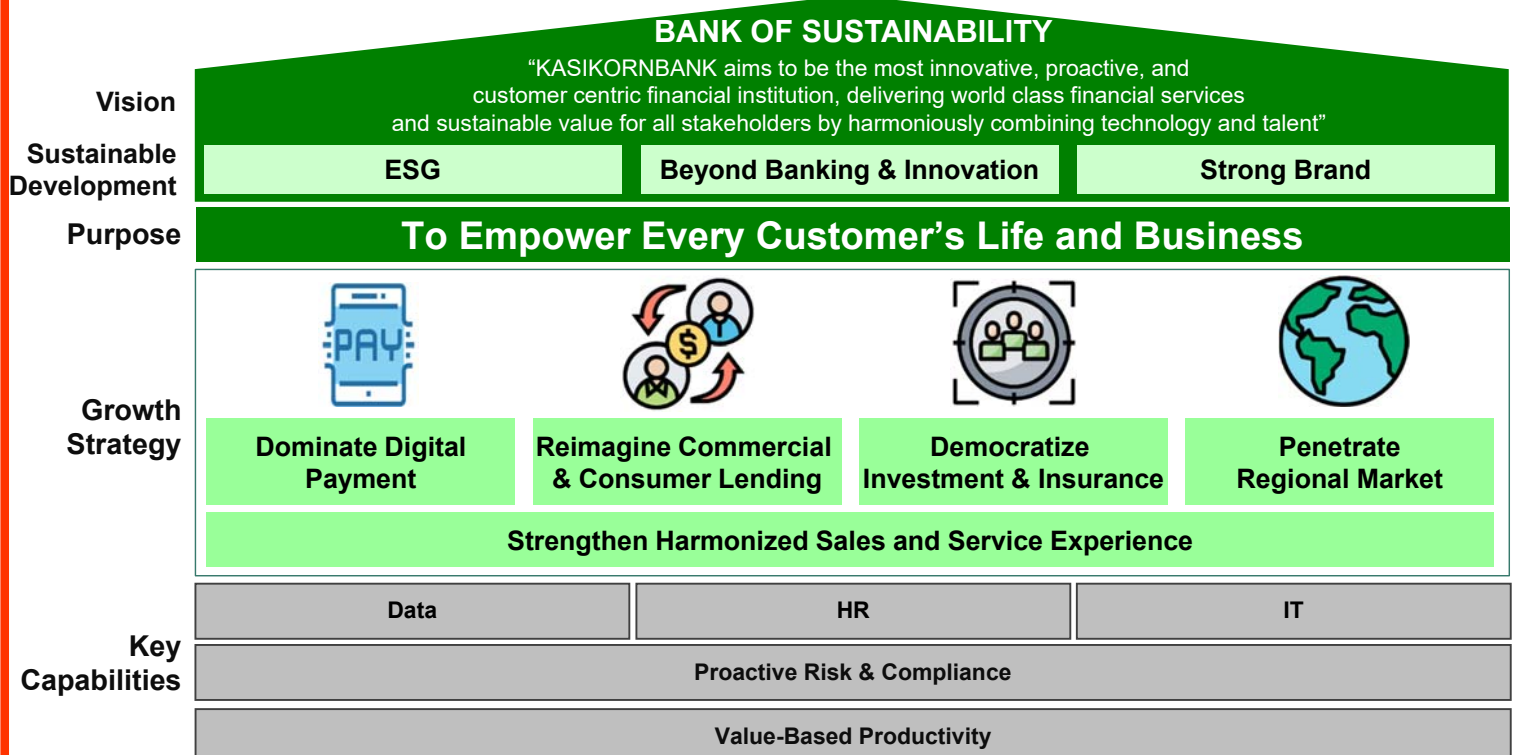 BANK OF SUSTAINABILITY
Vision
“KASIKORNBANK aims to be the most innovative, proactive, and
customer centric financial institution, delivering world class financial services
and sustainable value for all stakeholders by harmoniously combining technology and talent”
Sustainable
Development
ESG
Beyond Banking & Innovation
Strong Brand
Purpose
To Empower Every Customer’s Life and Business
Growth
Strategy
PAY
$
Dominate Digital
Payment
Reimagine Commercial
& Consumer Lending
Democratize
Investment & Insurance
Penetrate
Regional Market
Strengthen Harmonized Sales and Service Experience
Key
Capabilities
Data
HR
IT
Proactive Risk & Compliance
Value-Based Productivity